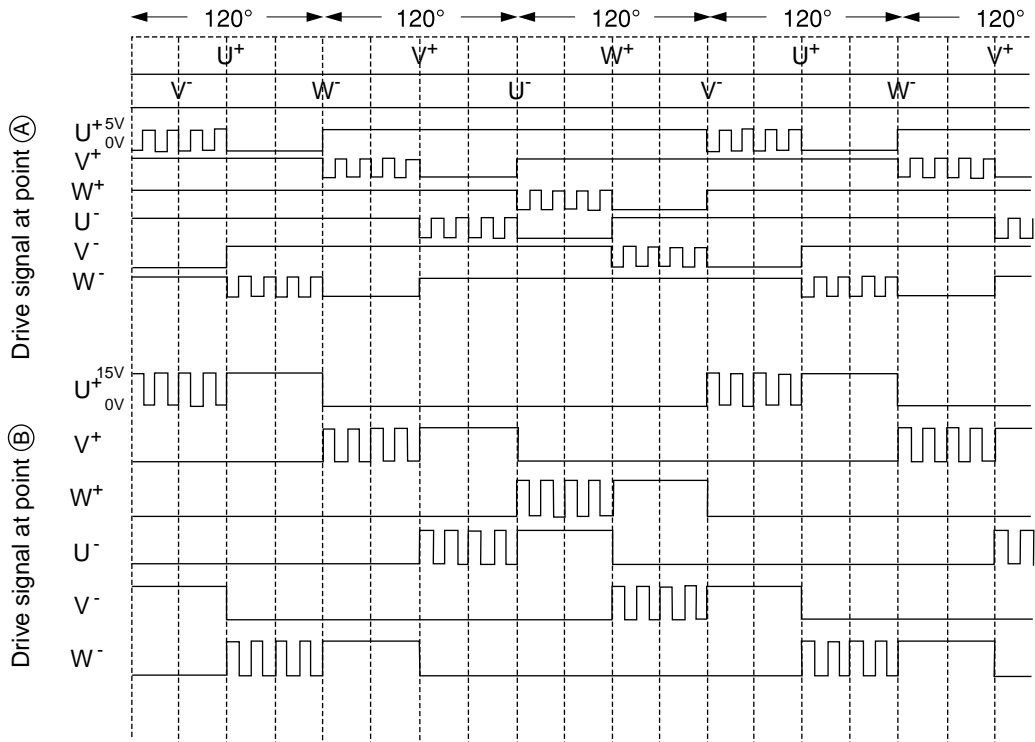 120° 120° 120° 120° 120°
U+ V+ W+ U+ V+
V- W- U- V- W-
Drive signal at point Ⓐ
U+ 5V 0V
V+
W+
U-
V-
W-
Drive signal at point Ⓑ
U+ 15V 0V
V+
W+
U-
V-
W-